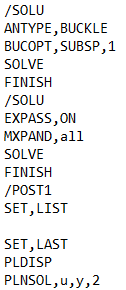 /SOLU
ANTYPE,BUCKLE
BUCOPT,SUBSP,1
SOLVE
FINISH
/SOLU
EXPASS,ON
MXPAND,all
SOLVE
FINISH
/POST1
SET,LIST

SET,LAST
PLDISP
PLNSOL,u,y,2